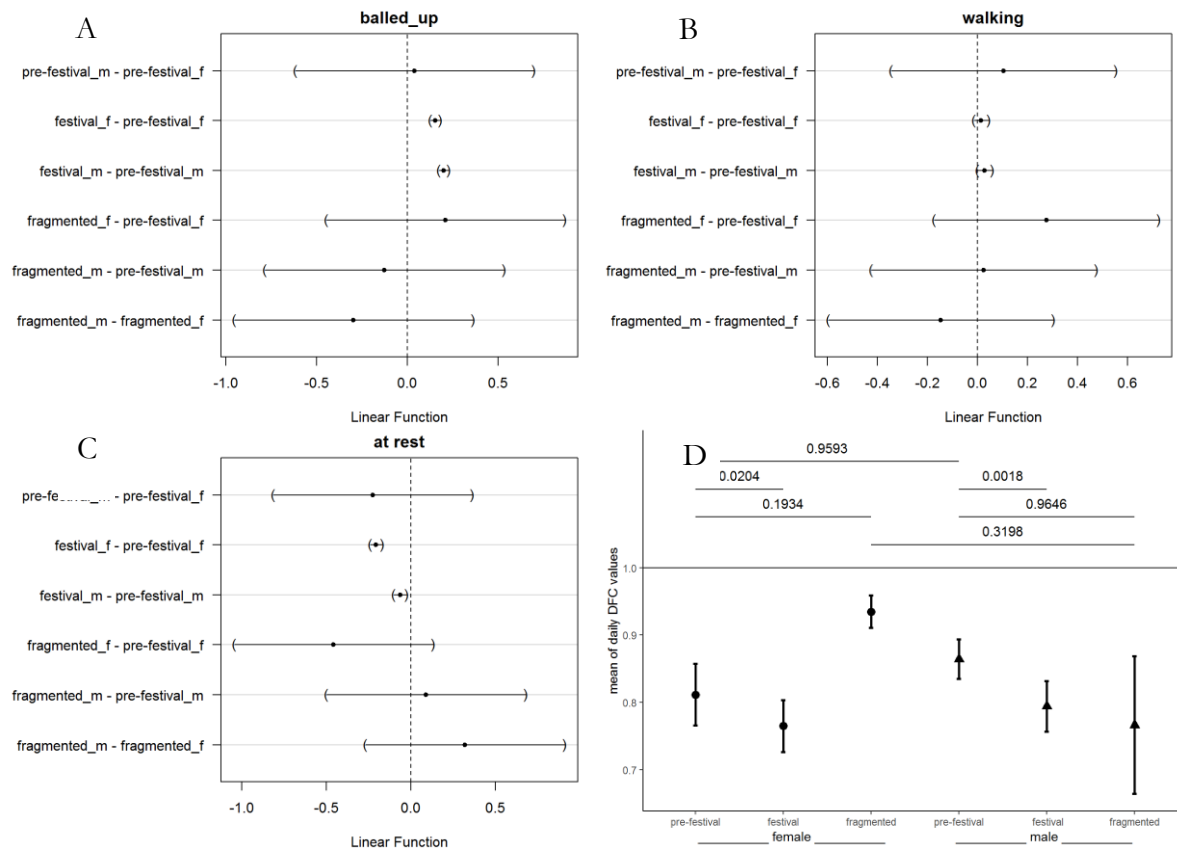 A
balled_up
pre-festival_m - pre-festival_f
festival_f - pre-festival_f
festival_m - pre-festival_m
fragmented_f - pre-festival_f
fragmented_m - pre-festival_m
fragmented_m - fragmented_f
-1.0 -0.5 0.0 0.5
Linear Function
B
walking
pre-festival_m - pre-festival_f
festival_f - pre-festival_f
festival_m - pre-festival_m
fragmented_f - pre-festival_f
fragmented_m - pre-festival_m
fragmented_m - fragmented_f
-0.6 -0.4 -0.2 0.0 0.2 0.4 0.6
Linear Function
C
at rest
- pre-festival_f
festival_f - pre-festival_f
festival_m - pre-festival_m
fragmented_f - pre-festival_f
fragmented_m - pre-festival_m
fragmented_m - fragmented_f
-1.0 -0.5 0.0 0.5
Linear Function
D
0.9593
0.0204 0.0018
0.1934 0.9646
0.3198
mean of daily DFC values
1.0
0.9
0.8
0.7
pre-festival festival fragmented pre-festival festival fragmented
female male